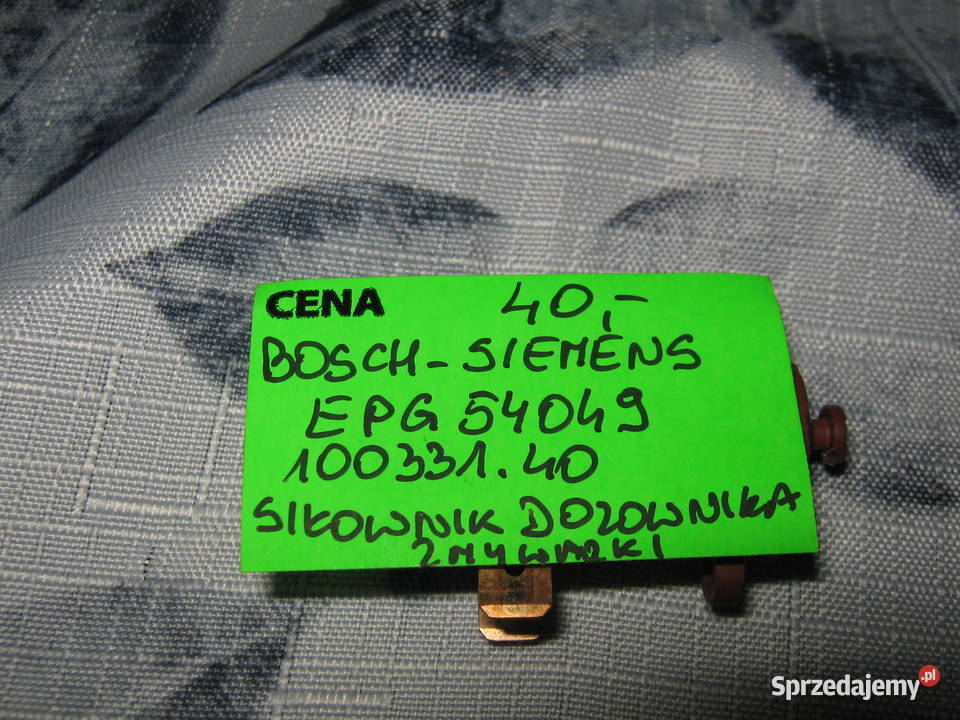 CENA 40,-
BOSCH-SIEMENS
EPG 54049
100331.40
SIŁOWNIK DOZOWNIKA
ZMYWARKI
Sprzedajemy.pl